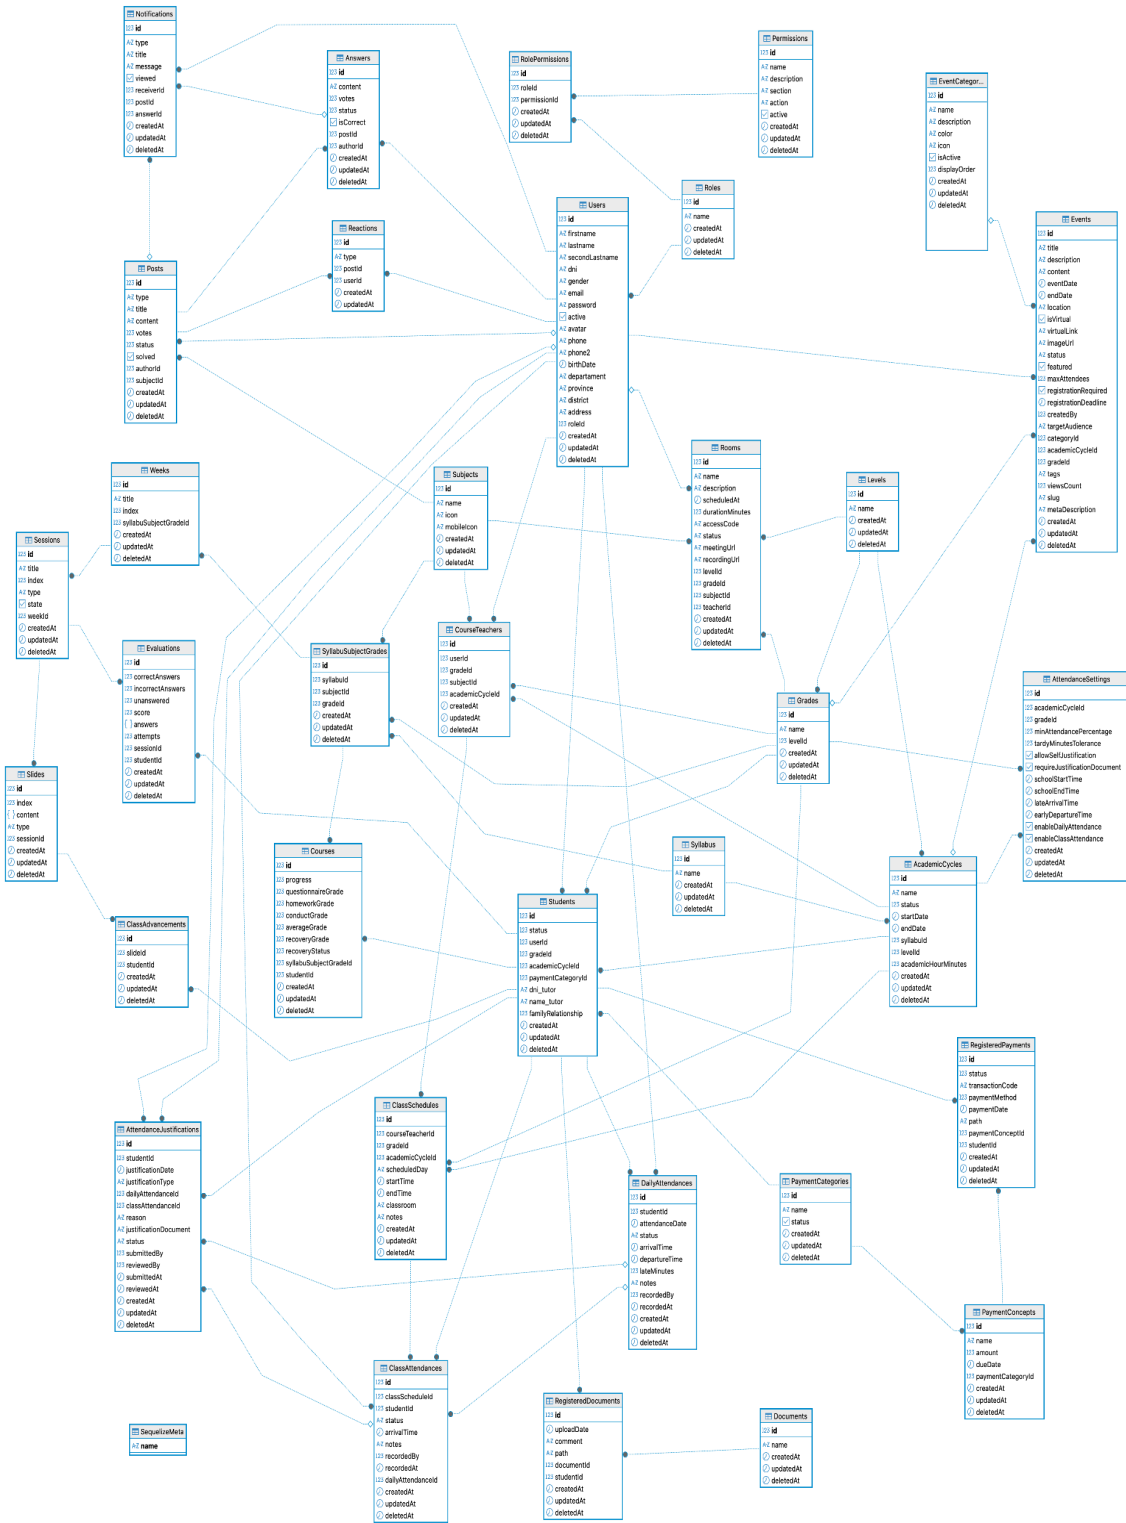 Notifications
id
type
title
message
viewed
receiverId
postId
answerId
createdAt
updatedAt
deletedAt
Answers
id
content
votes
status
isCorrect
postId
authorId
createdAt
updatedAt
deletedAt
RolePermissions
id
roleId
permissionId
createdAt
updatedAt
deletedAt
Permissions
id
name
description
section
action
active
createdAt
updatedAt
deletedAt
EventCategor...
id
name
description
color
icon
isActive
displayOrder
createdAt
updatedAt
deletedAt
Roles
id
name
createdAt
updatedAt
deletedAt
Users
id
firstname
lastname
secondLastname
dni
gender
email
password
active
avatar
phone
phone2
birthDate
departament
province
district
address
roleId
createdAt
updatedAt
deletedAt
Reactions
id
type
postId
userId
createdAt
updatedAt
Events
id
title
description
content
eventDate
endDate
location
isVirtual
virtualLink
imageUrl
status
featured
maxAttendees
registrationRequired
registrationDeadline
createdBy
targetAudience
categoryId
academicCycleId
gradeId
tags
viewsCount
slug
metaDescription
createdAt
updatedAt
deletedAt
Posts
id
type
title
content
votes
status
solved
authorId
subjectId
createdAt
updatedAt
deletedAt
Rooms
id
name
description
scheduledAt
durationMinutes
accessCode
status
meetingUrl
recordingUrl
levelId
gradeId
subjectId
teacherId
createdAt
updatedAt
deletedAt
Weeks
id
title
index
syllabuSubjectGradeId
createdAt
updatedAt
deletedAt
Subjects
id
name
icon
mobileIcon
createdAt
updatedAt
deletedAt
Levels
id
name
createdAt
updatedAt
deletedAt
Sessions
id
title
index
type
state
weekId
createdAt
updatedAt
deletedAt
CourseTeachers
id
userId
gradeId
subjectId
academicCycleId
createdAt
updatedAt
deletedAt
Evaluations
id
correctAnswers
incorrectAnswers
unanswered
score
answers
attempts
sessionId
studentId
createdAt
updatedAt
deletedAt
SyllabuSubjectGrades
id
syllabuId
subjectId
gradeId
createdAt
updatedAt
deletedAt
AttendanceSettings
id
academicCycleId
gradeId
minAttendancePercentage
tardyMinutesTolerance
allowSelfJustification
requireJustificationDocument
schoolStartTime
schoolEndTime
lateArrivalTime
earlyDepartureTime
enableDailyAttendance
enableClassAttendance
createdAt
updatedAt
deletedAt
Grades
id
name
levelId
createdAt
updatedAt
deletedAt
Slides
id
index
content
type
sessionId
createdAt
updatedAt
deletedAt
Courses
id
progress
questionnaireGrade
homeworkGrade
conductGrade
averageGrade
recoveryGrade
recoveryStatus
syllabuSubjectGradeId
studentId
createdAt
updatedAt
deletedAt
Syllabus
id
name
createdAt
updatedAt
deletedAt
AcademicCycles
id
name
status
startDate
endDate
syllabuId
levelId
academicHourMinutes
createdAt
updatedAt
deletedAt
Students
id
status
userId
gradeId
academicCycleId
paymentCategoryId
dni_tutor
name_tutor
familyRelationship
createdAt
updatedAt
deletedAt
ClassAdvancements
id
slideId
studentId
createdAt
updatedAt
deletedAt
RegisteredPayments
id
status
transactionCode
paymentMethod
paymentDate
path
paymentConceptId
studentId
createdAt
updatedAt
deletedAt
ClassSchedules
id
courseTeacherId
gradeId
academicCycleId
scheduledDay
startTime
endTime
classroom
notes
createdAt
updatedAt
deletedAt
AttendanceJustifications
id
studentId
justificationDate
justificationType
dailyAttendanceId
classAttendanceId
reason
justificationDocument
status
submittedBy
reviewedBy
submittedAt
reviewedAt
createdAt
updatedAt
deletedAt
DailyAttendances
id
studentId
attendanceDate
status
arrivalTime
departureTime
lateMinutes
notes
recordedBy
recordedAt
createdAt
updatedAt
deletedAt
PaymentCategories
id
name
status
createdAt
updatedAt
deletedAt
PaymentConcepts
id
name
amount
dueDate
paymentCategoryId
createdAt
updatedAt
deletedAt
ClassAttendances
id
classScheduleId
studentId
status
arrivalTime
notes
recordedBy
recordedAt
dailyAttendanceId
createdAt
updatedAt
deletedAt
RegisteredDocuments
id
uploadDate
comment
path
documentId
studentId
createdAt
updatedAt
deletedAt
Documents
id
name
createdAt
updatedAt
deletedAt
SequelizeMeta
name